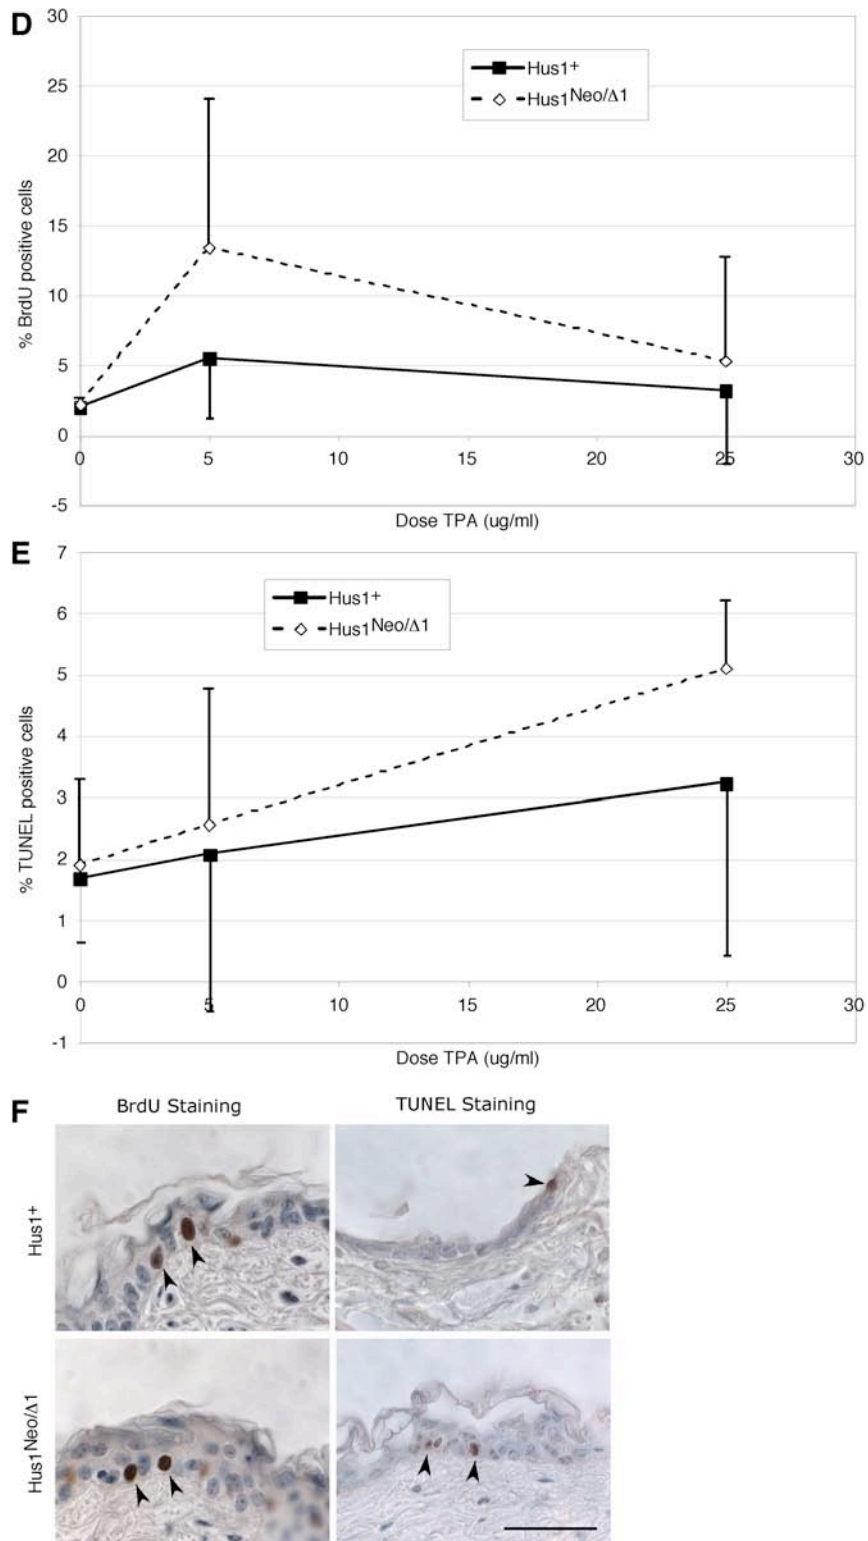 D
30
25
20
15
10
5
0
-5
% BrdU positive cells
Hus1+
Hus1Neo/Δ1
0 5 10 15 20 25 30
Dose TPA (ug/ml)
E
7
6
5
4
3
2
1
0
-1
% TUNEL positive cells
Hus1+
Hus1Neo/Δ1
0 5 10 15 20 25 30
Dose TPA (ug/ml)
F
BrdU Staining TUNEL Staining
Hus1+
Hus1Neo/Δ1